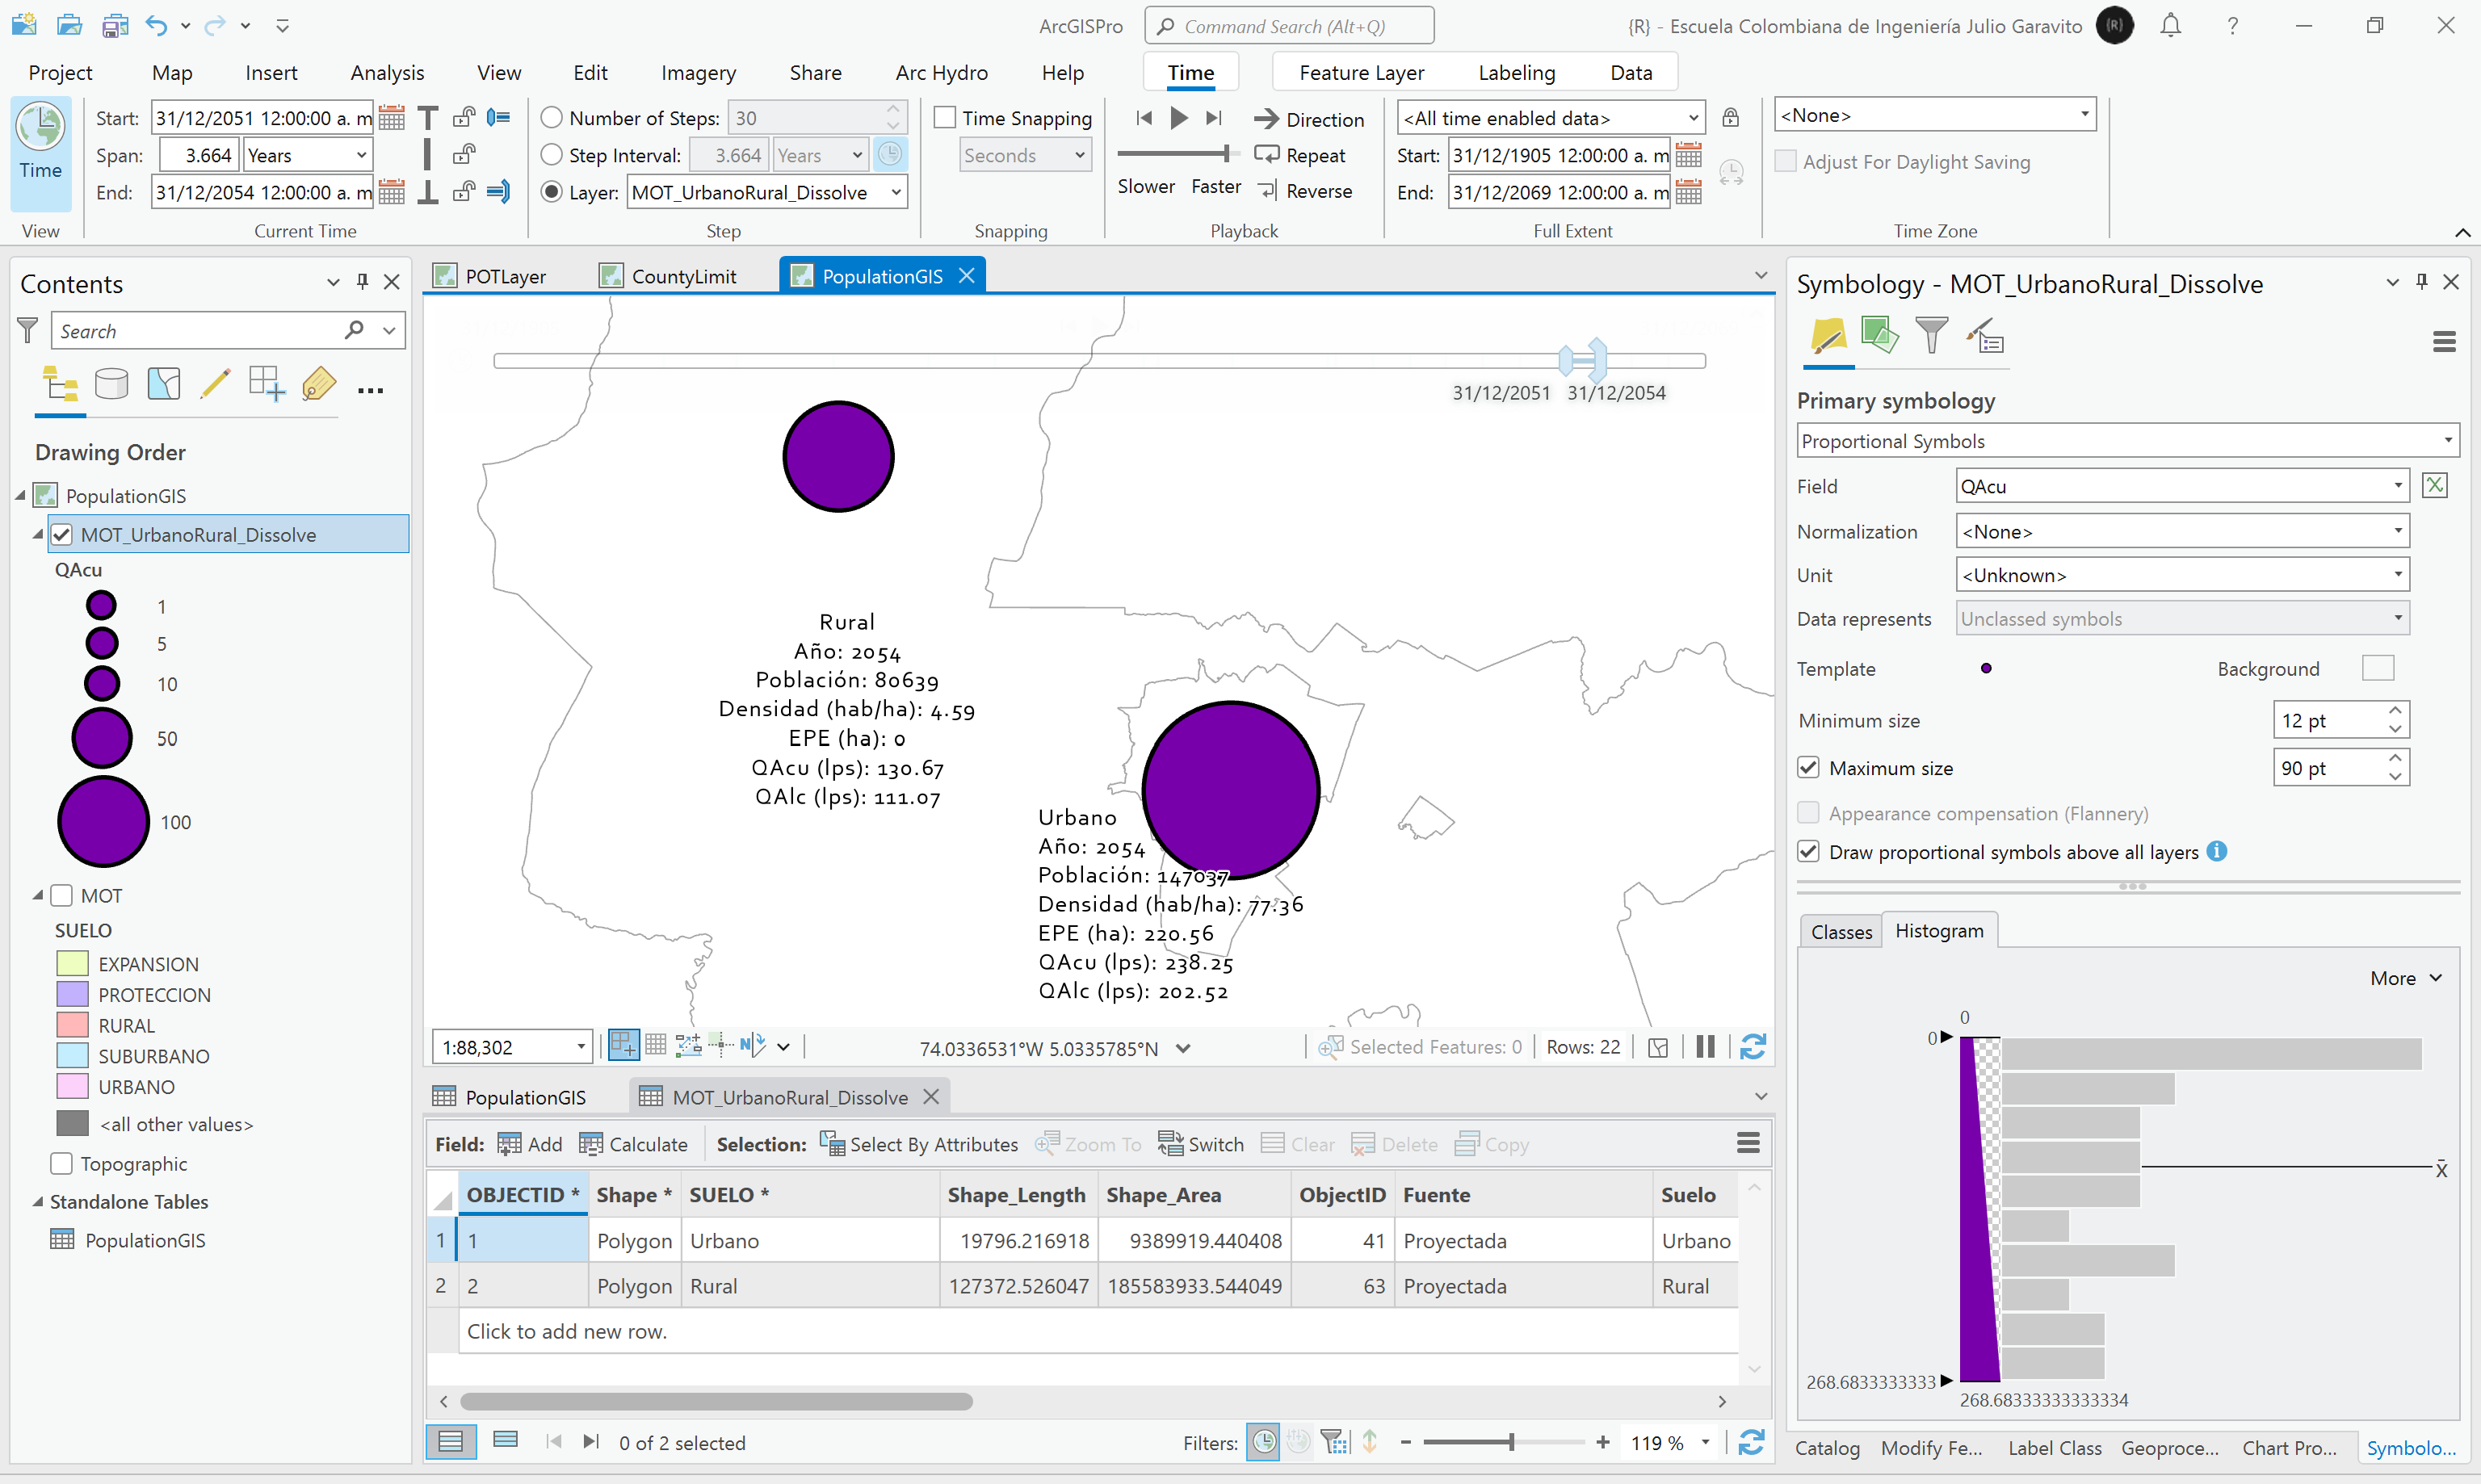 ArcGISPro
Command Search (Alt+Q)
{R} - Escuela Colombiana de Ingeniería Julio Garavito
{R}
?
Project Map Insert Analysis View Edit Imagery Share Arc Hydro Help Time Feature Layer Labeling Data
Time
View
Start: 31/12/2051 12:00:00 a. m
Span: 3.664 Years
End: 31/12/2054 12:00:00 a. m
Current Time
Number of Steps: 30
Step Interval: 3.664 Years
Layer: MOT_UrbanoRural_Dissolve
Step
Time Snapping
Seconds
Snapping
Direction
Repeat
Slower Faster Reverse
Playback
<All time enabled data>
Start: 31/12/1905 12:00:00 a. m
End: 31/12/2069 12:00:00 a. m
Full Extent
<None>
Adjust For Daylight Saving
Time Zone
Contents
Search
Drawing Order
PopulationGIS
MOT_UrbanoRural_Dissolve
QAcu
1
5
10
50
100
MOT
SUELO
EXPANSION
PROTECCION
RURAL
SUBURBANO
URBANO
<all other values>
Topographic
Standalone Tables
PopulationGIS
POTLayer CountyLimit PopulationGIS
31/12/2051 31/12/2054
Rural
Año: 2054
Población: 80639
Densidad (hab/ha): 4.59
EPE (ha): 0
QAcu (lps): 130.67
QAlc (lps): 111.07
Urbano
Año: 2054
Población: 147037
Densidad (hab/ha): 77.36
EPE (ha): 220.56
QAcu (lps): 238.25
QAlc (lps): 202.52
1:88,302
N
74.0336531°W 5.0335785°N
Selected Features: 0
Rows: 22
PopulationGIS MOT_UrbanoRural_Dissolve
Field: Add Calculate Selection: Select By Attributes Zoom To Switch Clear Delete Copy
OBJECTID * Shape * SUELO * Shape_Length Shape_Area ObjectID Fuente Suelo
1 1 Polygon Urbano 19796.216918 9389919.440408 41 Proyectada Urbano
2 2 Polygon Rural 127372.526047 185583933.544049 63 Proyectada Rural
Click to add new row.
0 of 2 selected
Filters:
119 %
Symbology - MOT_UrbanoRural_Dissolve
Primary symbology
Proportional Symbols
Field QAcu
Normalization <None>
Unit <Unknown>
Data represents Unclassed symbols
Template Background
Minimum size 12 pt
Maximum size 90 pt
Appearance compensation (Flannery)
Draw proportional symbols above all layers
Classes Histogram
More
0
0
x̄
268.6833333333
268.68333333333334
Catalog Modify Fe... Label Class Geoproce... Chart Pro... Symbolo...